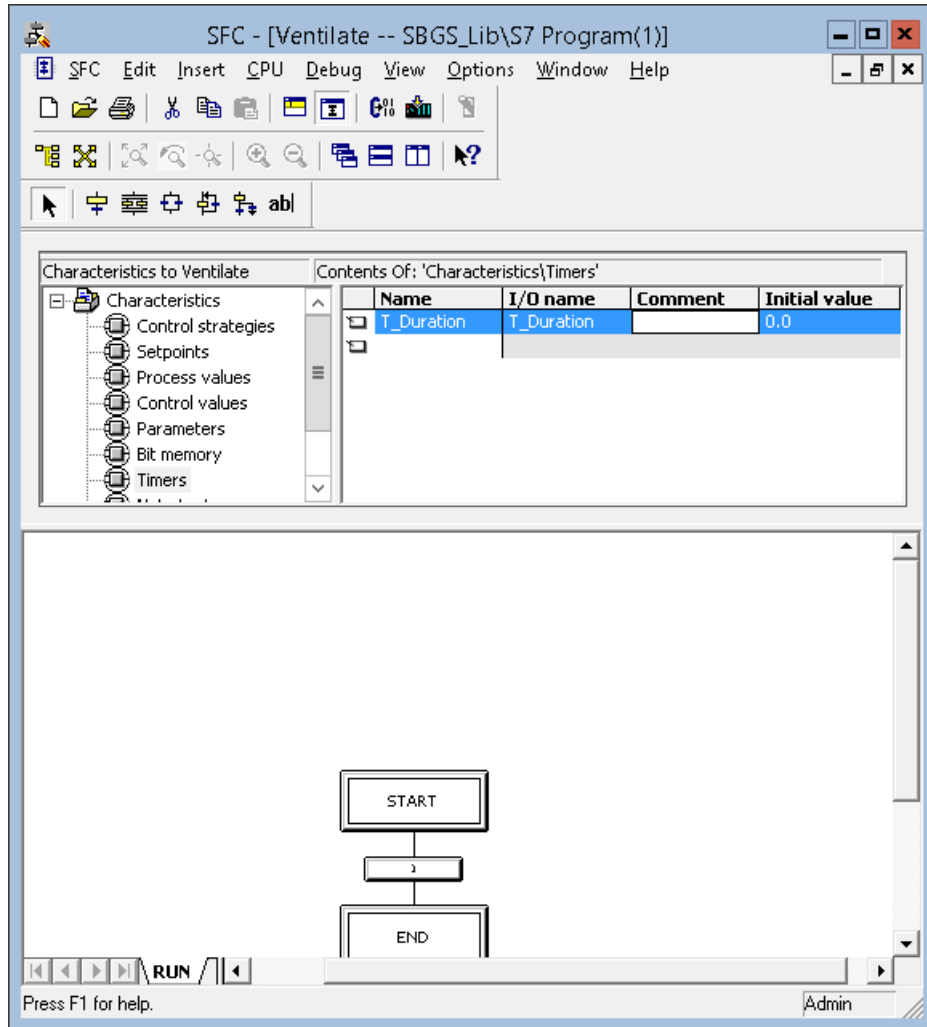 SFC - [Ventilate -- SBGS_Lib\S7 Program(1)]
SFC Edit Insert CPU Debug View Options Window Help
ab|
Characteristics to Ventilate
Contents Of: 'Characteristics\Timers'
Characteristics
Control strategies
Setpoints
Process values
Control values
Parameters
Bit memory
Timers
Name I/O name Comment Initial value
T_Duration T_Duration 0.0
START
END
RUN
Press F1 for help.
Admin